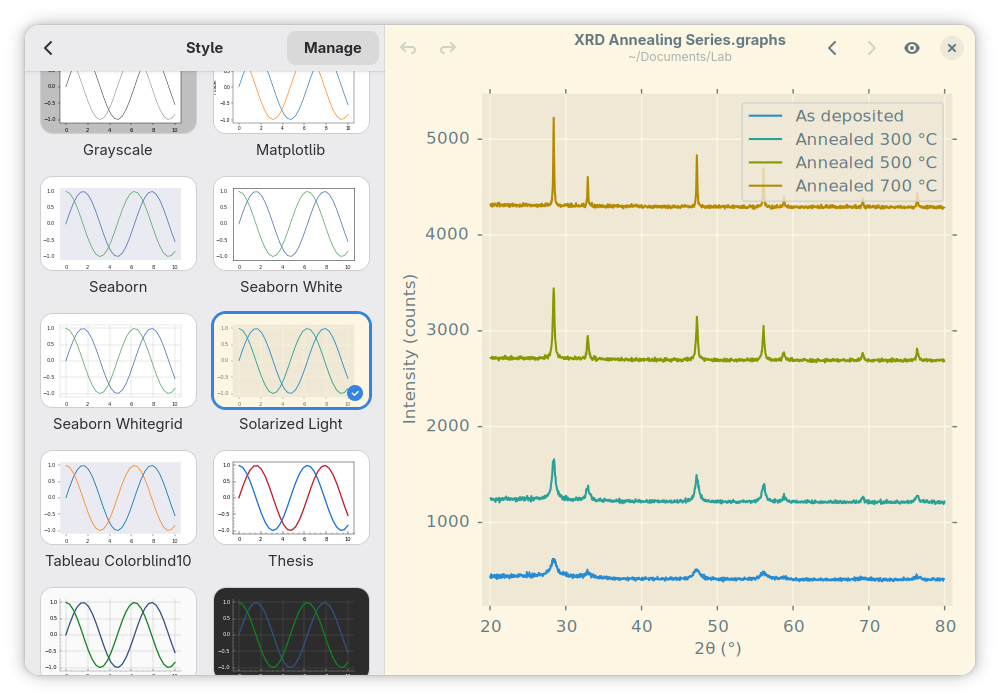 Style
Manage
XRD Annealing Series.graphs
~/Documents/Lab
Grayscale
Matplotlib
Seaborn
Seaborn White
Seaborn Whitegrid
Solarized Light
Tableau Colorblind10
Thesis
As deposited
Annealed 300 °C
Annealed 500 °C
Annealed 700 °C
5000
4000
3000
2000
1000
Intensity (counts)
20 30 40 50 60 70 80
2θ (°)